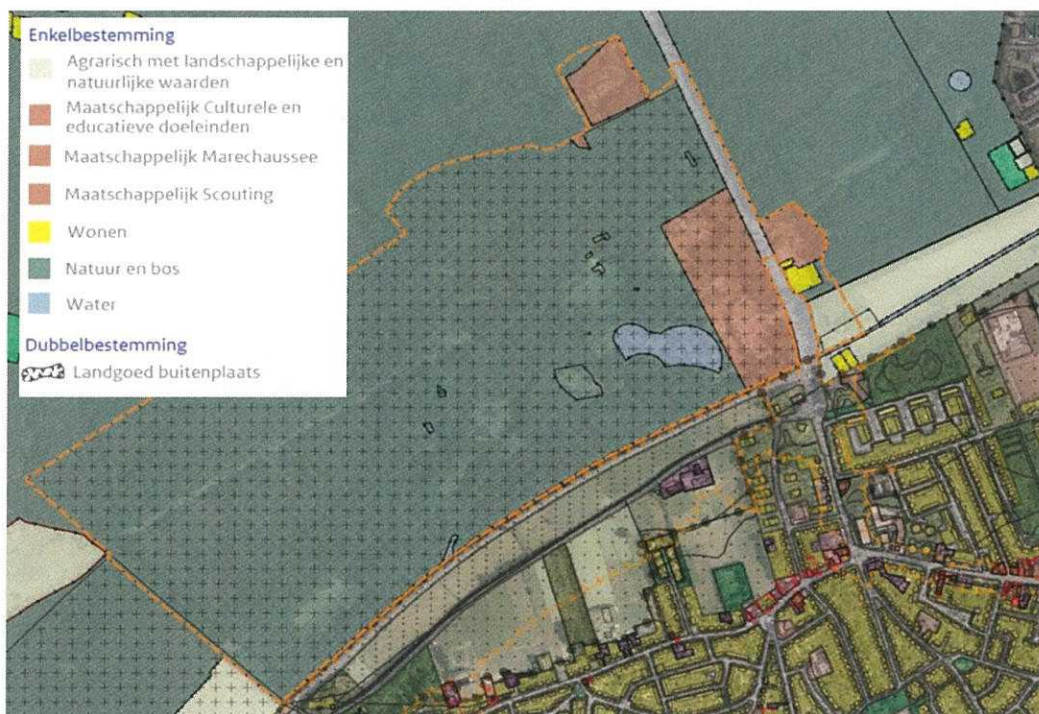 Enkelbestemming
Agrarisch met landschappelijke en
natuurlijke waarden
Maatschappelijk Culturele en
educatieve doeleinden
Maatschappelijk Marechaussee
Maatschappelijk Scouting
Wonen
Natuur en bos
Water
Dubbelbestemming
Landgoed buitenplaats